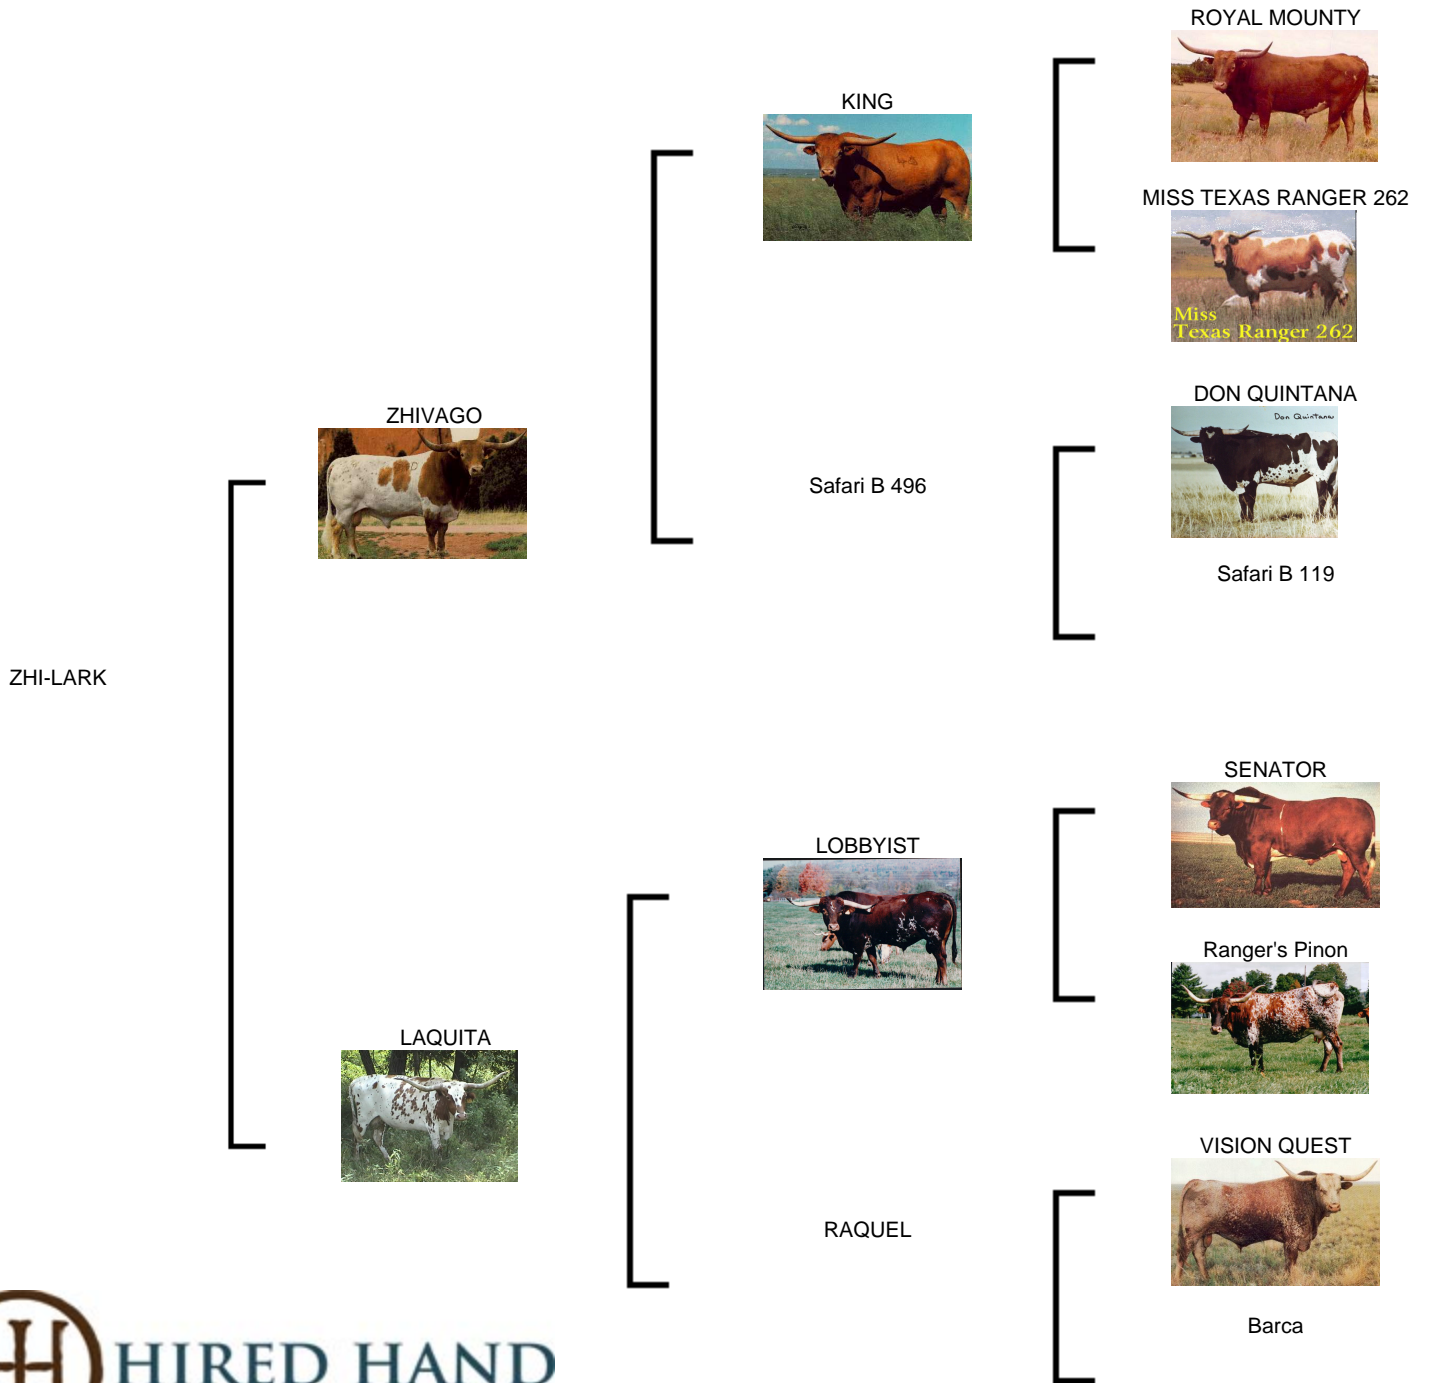 ROYAL MOUNTY
KING
MISS TEXAS RANGER 262
Miss
Texas Ranger 262
DON QUINTANA
Don Quintana
ZHIVAGO
Safari B 496
Safari B 119
ZHI-LARK
SENATOR
LOBBYIST
Ranger's Pinon
LAQUITA
VISION QUEST
RAQUEL
Barca
H HIRED HAND